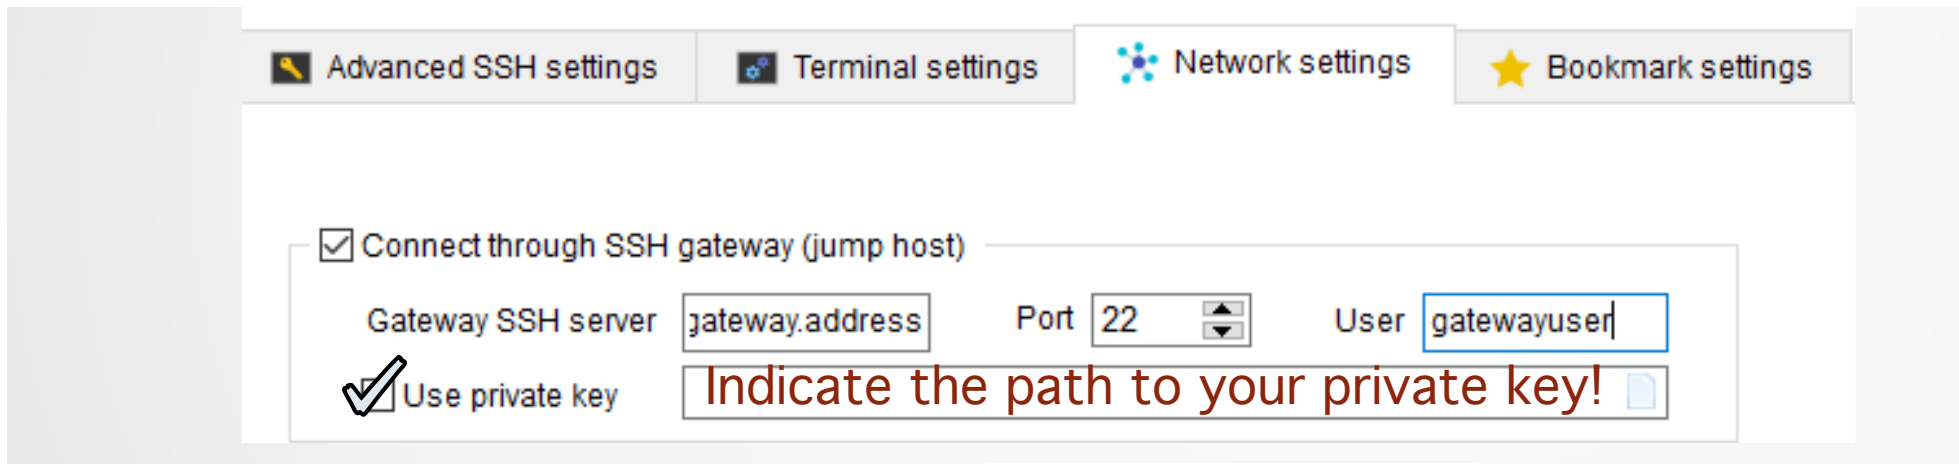 Advanced SSH settings
Terminal settings
Network settings
Bookmark settings
Connect through SSH gateway (jump host)
Gateway SSH server
gateway.address
Port
22
User
gatewayuser
Use private key
Indicate the path to your private key!